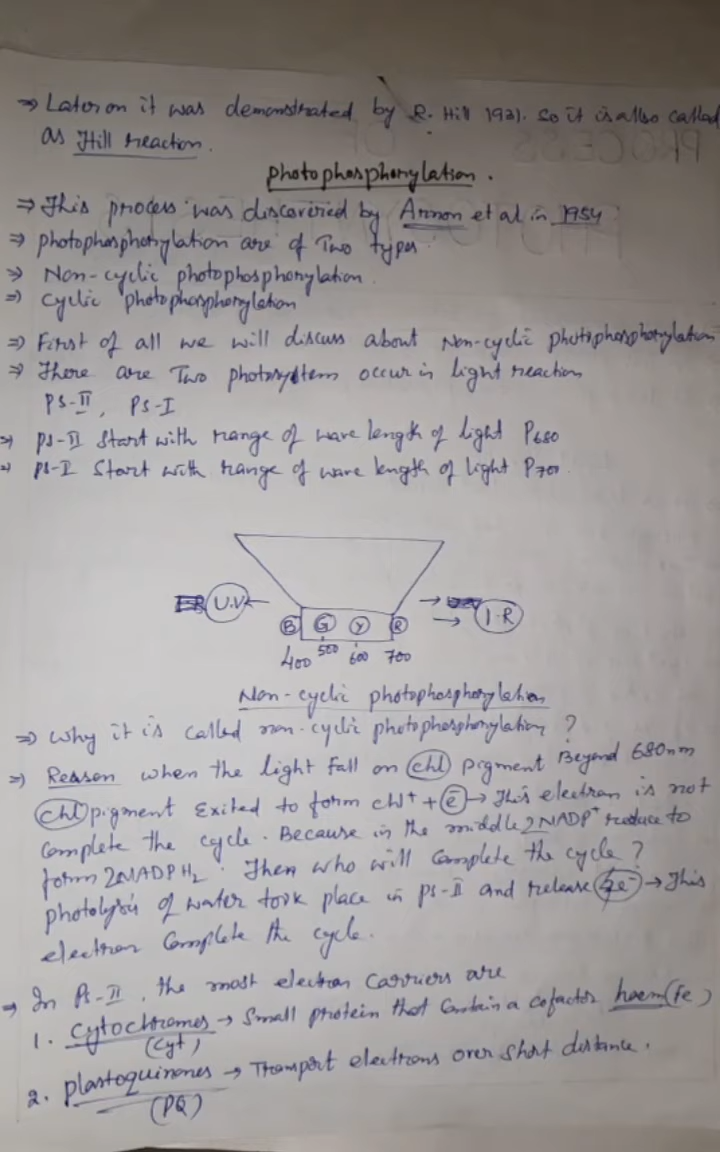 ⇒ Later on it was demonstrated by R. Hill 1931. So it is also called
as Hill reaction.
photophosphorylation.
⇒ This process was discovered by Arnon et al in 1954
⇒ photophosphorylation are of Two types
⇒ Non-cyclic photophosphorylation
⇒ cyclic photophosphorylation
⇒ First of all we will discuss about Non-cyclic photophosphorylation
⇒ There are Two photosystem occur in light reaction
PS-II, PS-I
⇒ PS-II Start with range of wave length of light P680
⇒ PS-I Start with range of wave length of light P700
U.V ← → I-R
B G Y R
400 500 600 700
Non-cyclic photophosphorylation
⇒ Why it is called non-cyclic photophosphorylation ?
⇒ Reason when the light fall on chl pigment Beyond 680nm
chl pigment Exited to form chl+ + e- → This electron is not
Complete the cycle. Because in the middle 2NADP+ reduce to
form 2NADPH2. Then who will Complete the cycle ?
photolysis of water took place in PS-II and release e- → This
electron Complete the cycle.
⇒ In PS-II, the most electron Carriers are
1. Cytochromes → Small protein that Contain a cofactor haem(Fe)
(Cyt)
2. plastoquinones → Transport electrons over short distance.
(PQ)